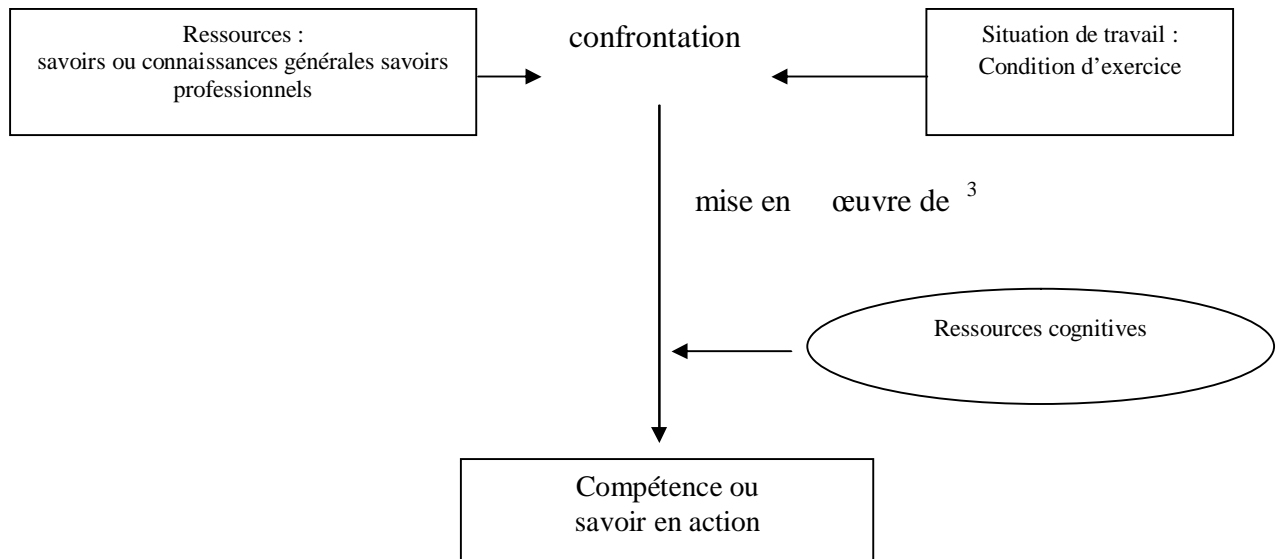 Ressources :
savoirs ou connaissances générales savoirs
professionnels
confrontation
Situation de travail :
Condition d’exercice
mise en œuvre de ³
Ressources cognitives
Compétence ou
savoir en action